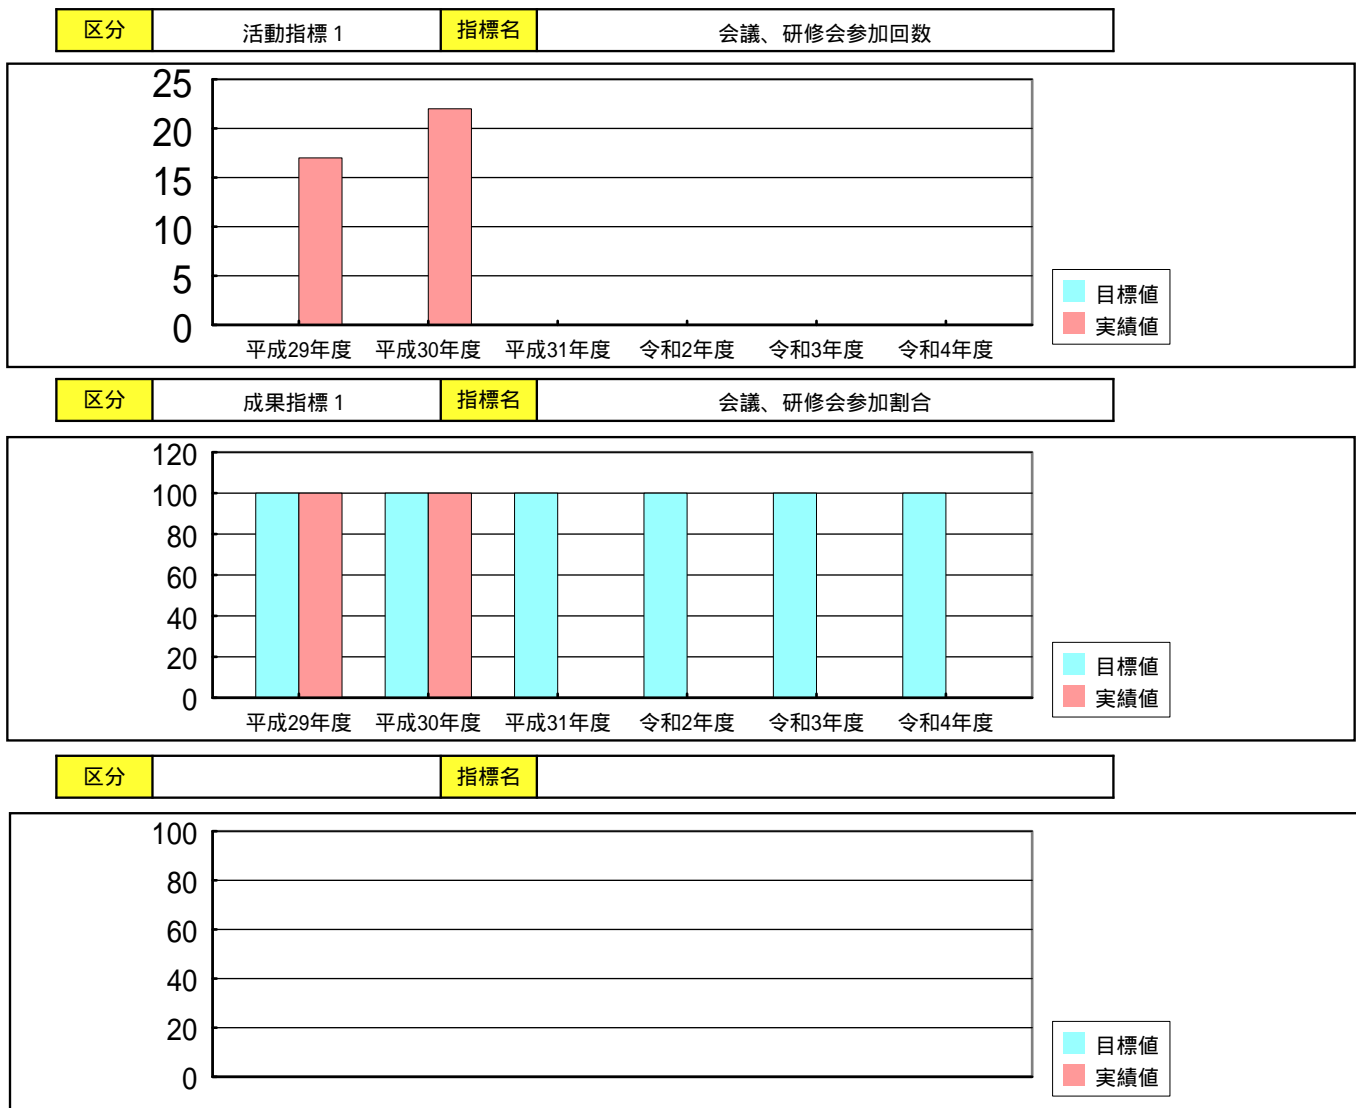 区分 活動指標1 指標名 会議、研修会参加回数
25
20
15
10
5
0
平成29年度 平成30年度 平成31年度 令和2年度 令和3年度 令和4年度
目標値
実績値
区分 成果指標1 指標名 会議、研修会参加割合
120
100
80
60
40
20
0
平成29年度 平成30年度 平成31年度 令和2年度 令和3年度 令和4年度
目標値
実績値
区分 指標名
100
80
60
40
20
0
目標値
実績値